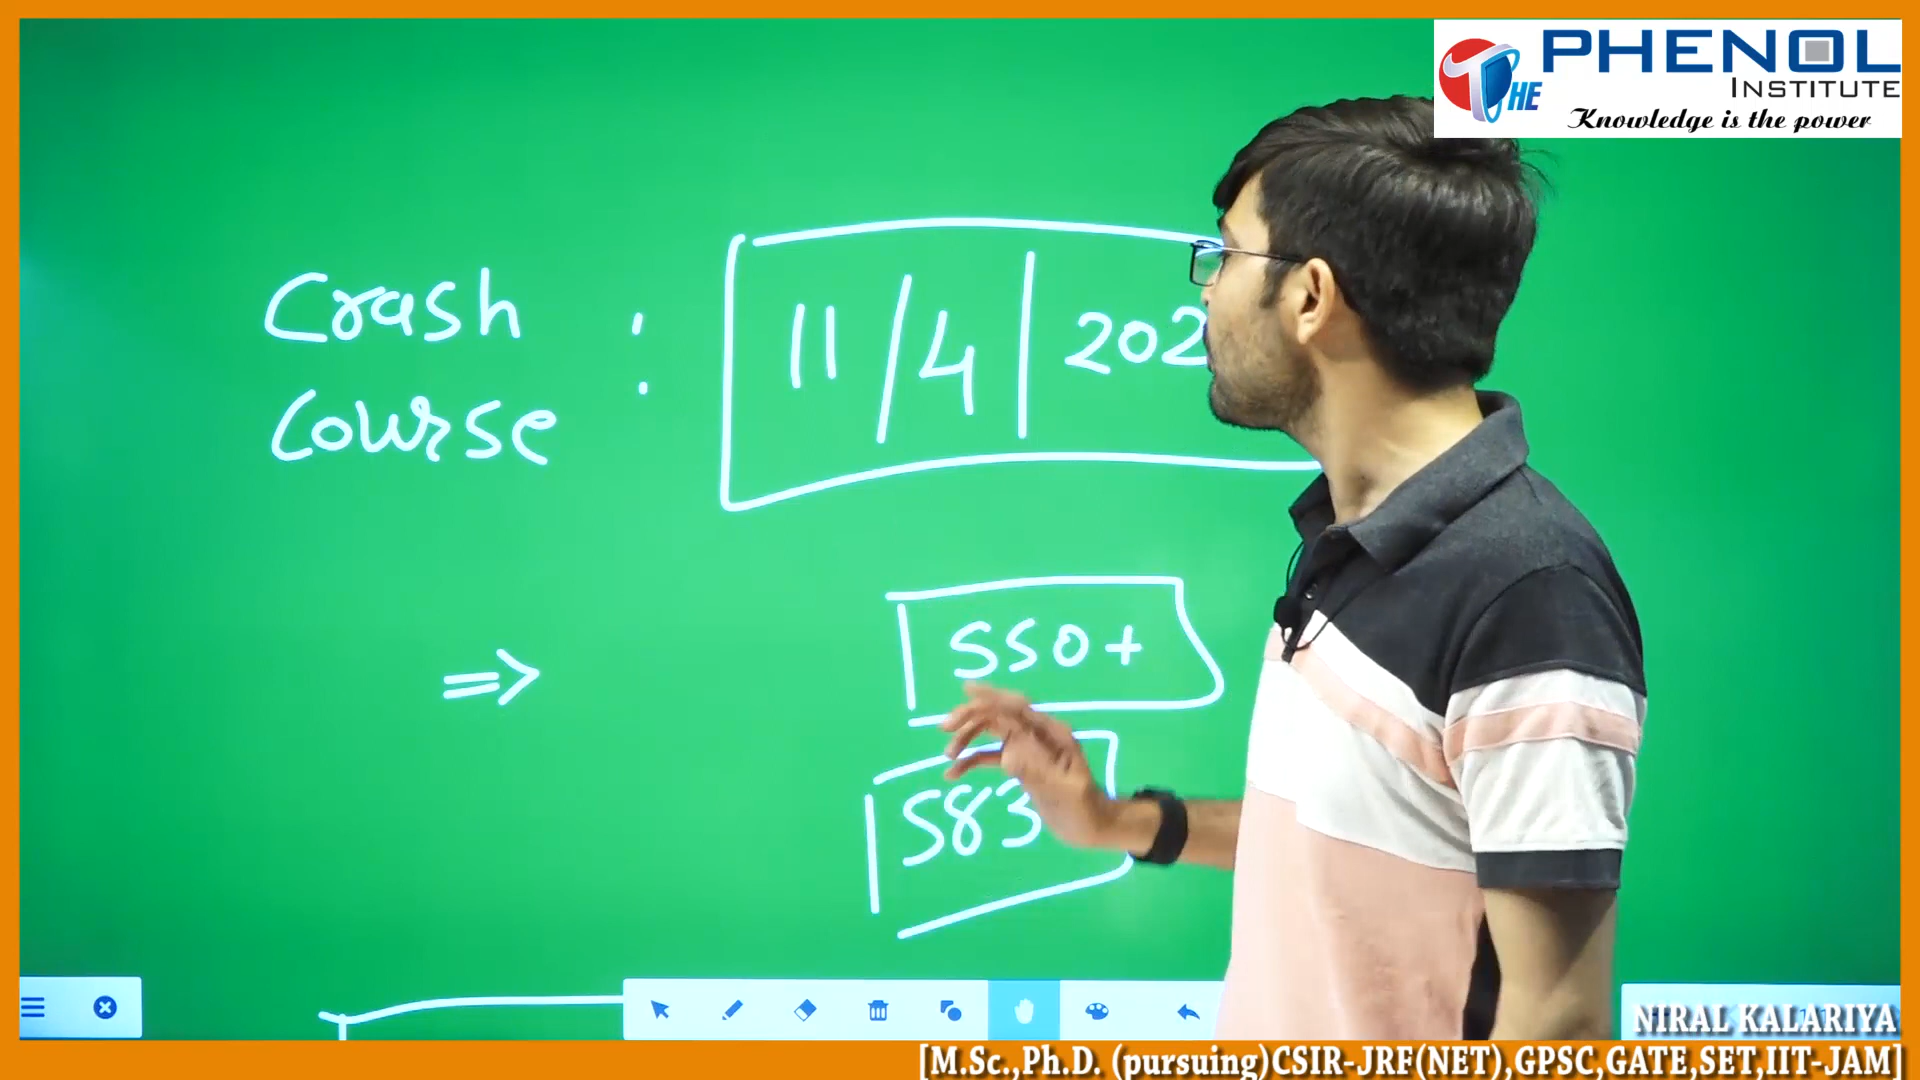 THE PHENOL
INSTITUTE
Knowledge is the power
Crash : 11/4/202
Course
⇒ 550+
583
NIRAL KALARIYA
[M.Sc.,Ph.D. (pursuing)CSIR-JRF(NET),GPSC,GATE,SET,IIT-JAM]